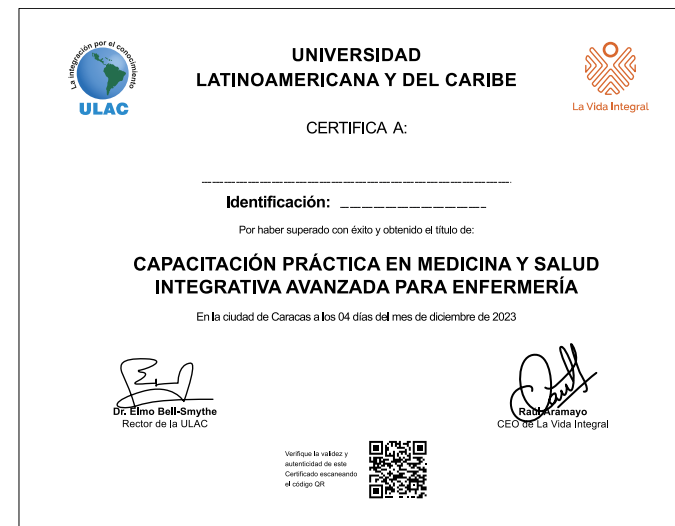 La integración por el conocimiento
ULAC
UNIVERSIDAD
LATINOAMERICANA Y DEL CARIBE
La Vida Integral
CERTIFICA A:
Identificación:
Por haber superado con éxito y obtenido el título de:
CAPACITACIÓN PRÁCTICA EN MEDICINA Y SALUD
INTEGRATIVA AVANZADA PARA ENFERMERÍA
En la ciudad de Caracas a los 04 días del mes de diciembre de 2023
Dr. Elmo Bell-Smythe
Rector de la ULAC
Raúl Aramayo
CEO de La Vida Integral
Verifique la validez y
autenticidad de este
Certificado escaneando
el código QR